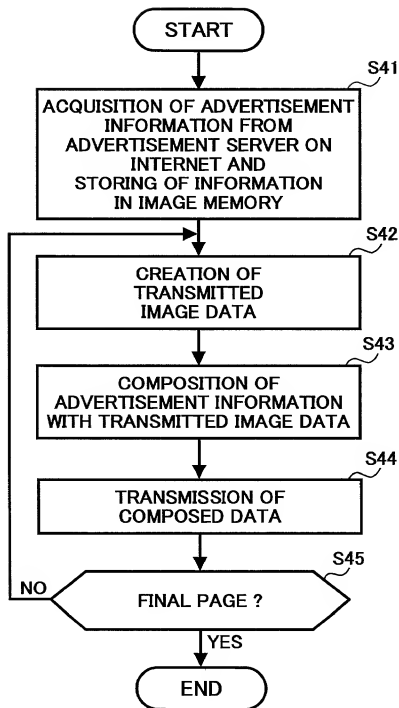 START
S41
ACQUISITION OF ADVERTISEMENT
INFORMATION FROM
ADVERTISEMENT SERVER ON
INTERNET AND
STORING OF INFORMATION
IN IMAGE MEMORY
S42
CREATION OF
TRANSMITTED
IMAGE DATA
S43
COMPOSITION OF
ADVERTISEMENT INFORMATION
WITH TRANSMITTED IMAGE DATA
S44
TRANSMISSION OF
COMPOSED DATA
S45
NO
FINAL PAGE ?
YES
END